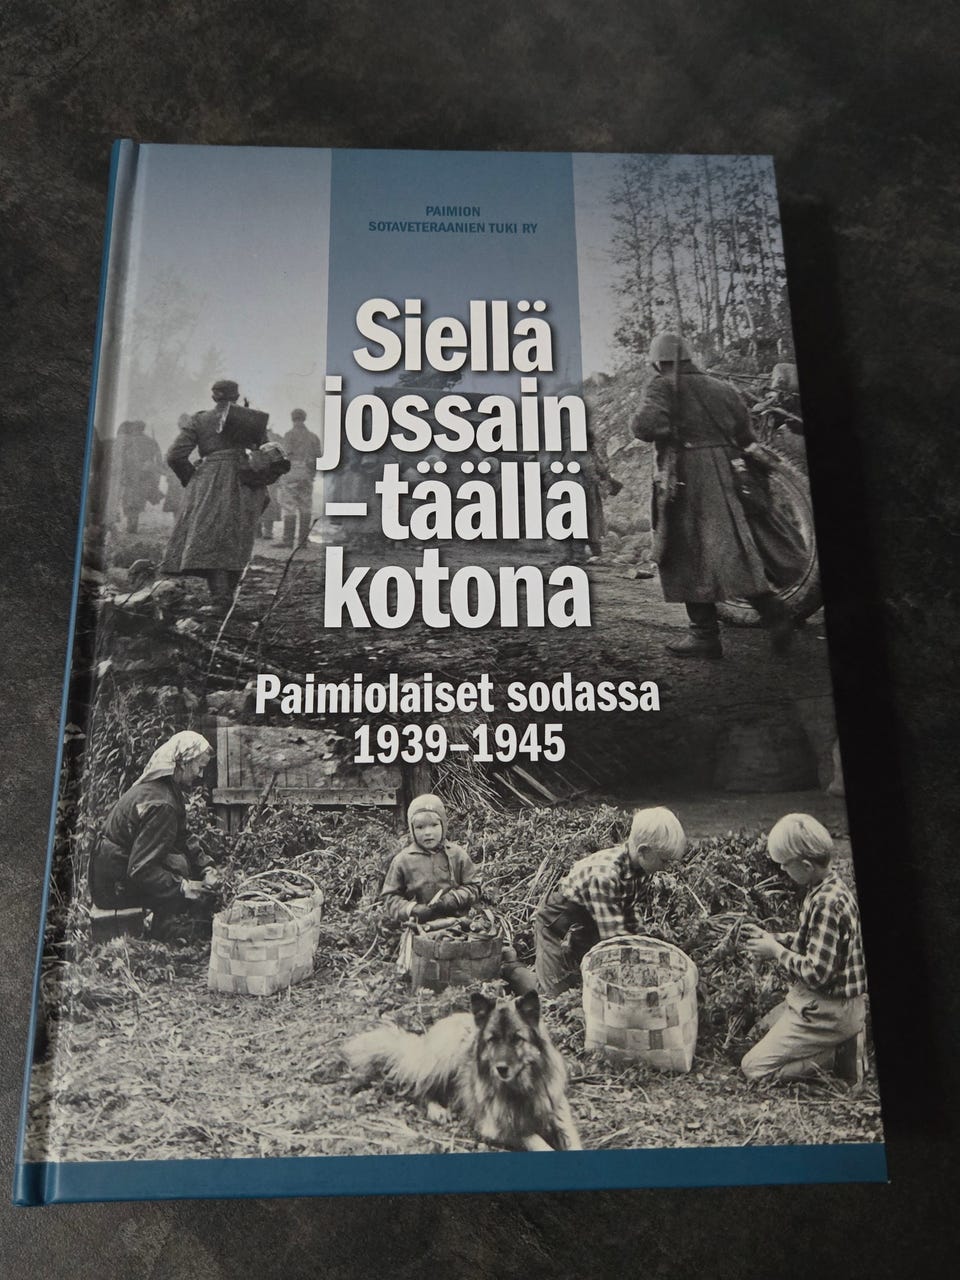 PAIMION
SOTAVETERAANIEN TUKI RY
Siellä
jossain
–täällä
kotona
Paimiolaiset sodassa
1939–1945